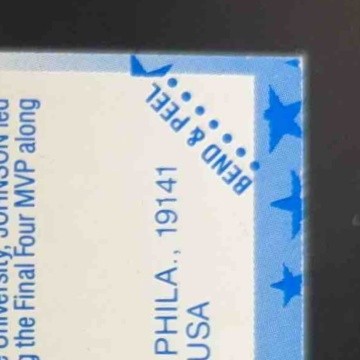 University, JOHNSON led
g the Final Four MVP along
PHILA., 19141
USA
BEND & PEEL